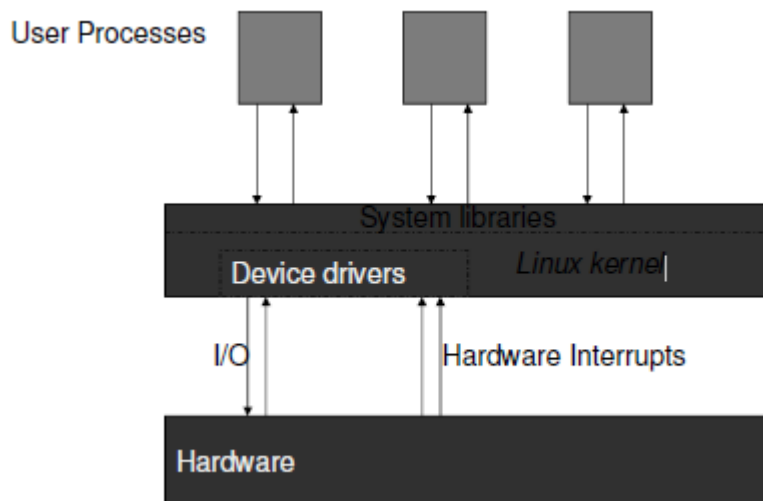 User Processes
System libraries
Linux kernel
Device drivers
I/O
Hardware Interrupts
Hardware